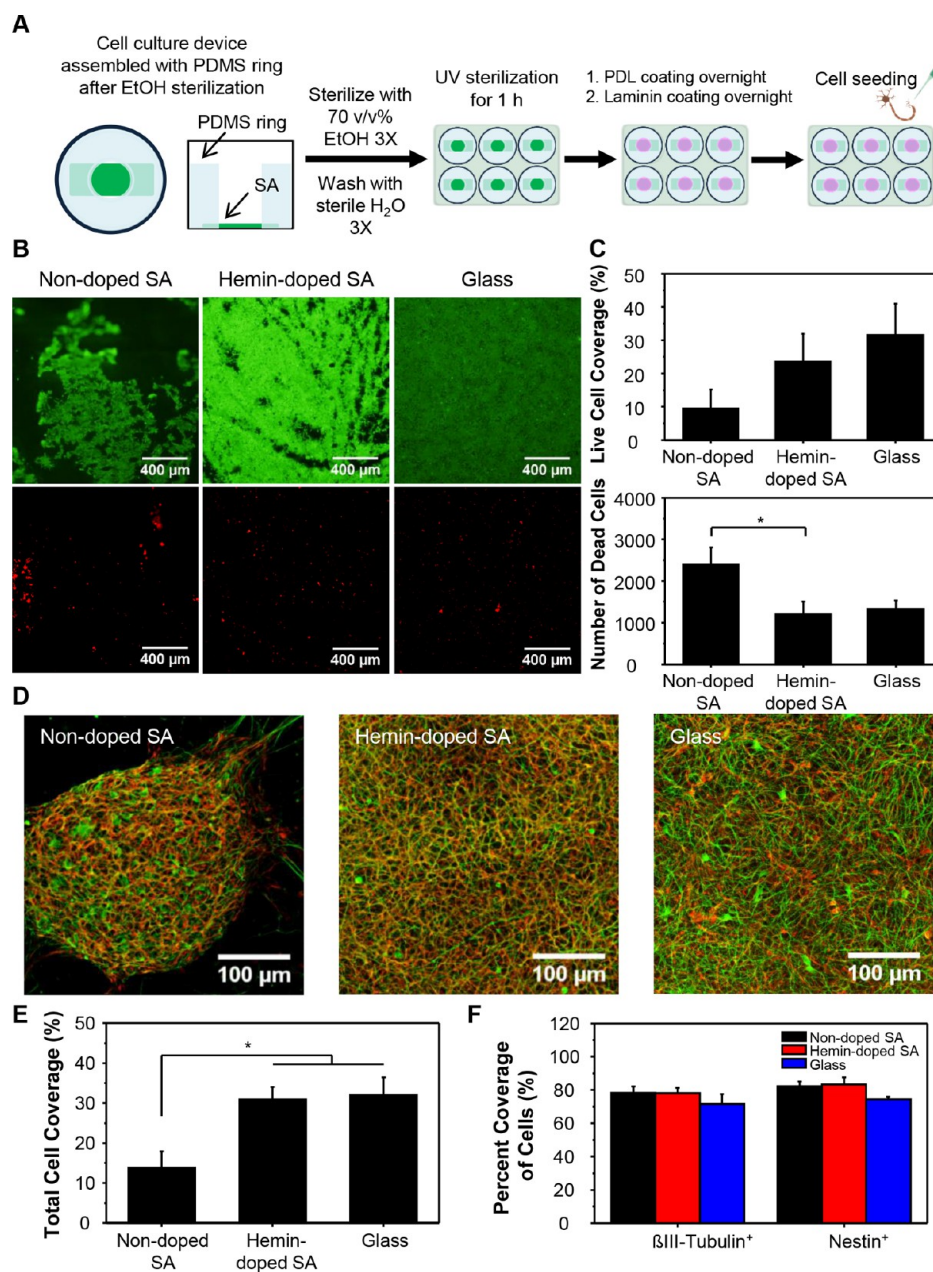 A
Cell culture device
assembled with PDMS ring
after EtOH sterilization
PDMS ring
SA
Sterilize with
70 v/v%
EtOH 3X
Wash with
sterile H₂O
3X
UV sterilization
for 1 h
1. PDL coating overnight
2. Laminin coating overnight
Cell seeding
B
Non-doped SA
Hemin-doped SA
Glass
400 µm
400 µm
400 µm
400 µm
400 µm
400 µm
C
Live Cell Coverage (%)
50
40
30
20
10
0
Non-doped
SA
Hemin-
doped SA
Glass
Number of Dead Cells
4000
3000
2000
1000
0
*
Non-doped
SA
Hemin-
doped SA
Glass
D
Non-doped SA
100 µm
Hemin-doped SA
100 µm
Glass
100 µm
E
Total Cell Coverage (%)
50
40
30
20
10
0
*
Non-doped
SA
Hemin-
doped SA
Glass
F
Percent Coverage
of Cells (%)
120
100
80
60
40
20
0
Non-doped SA
Hemin-doped SA
Glass
ßIII-Tubulin⁺
Nestin⁺